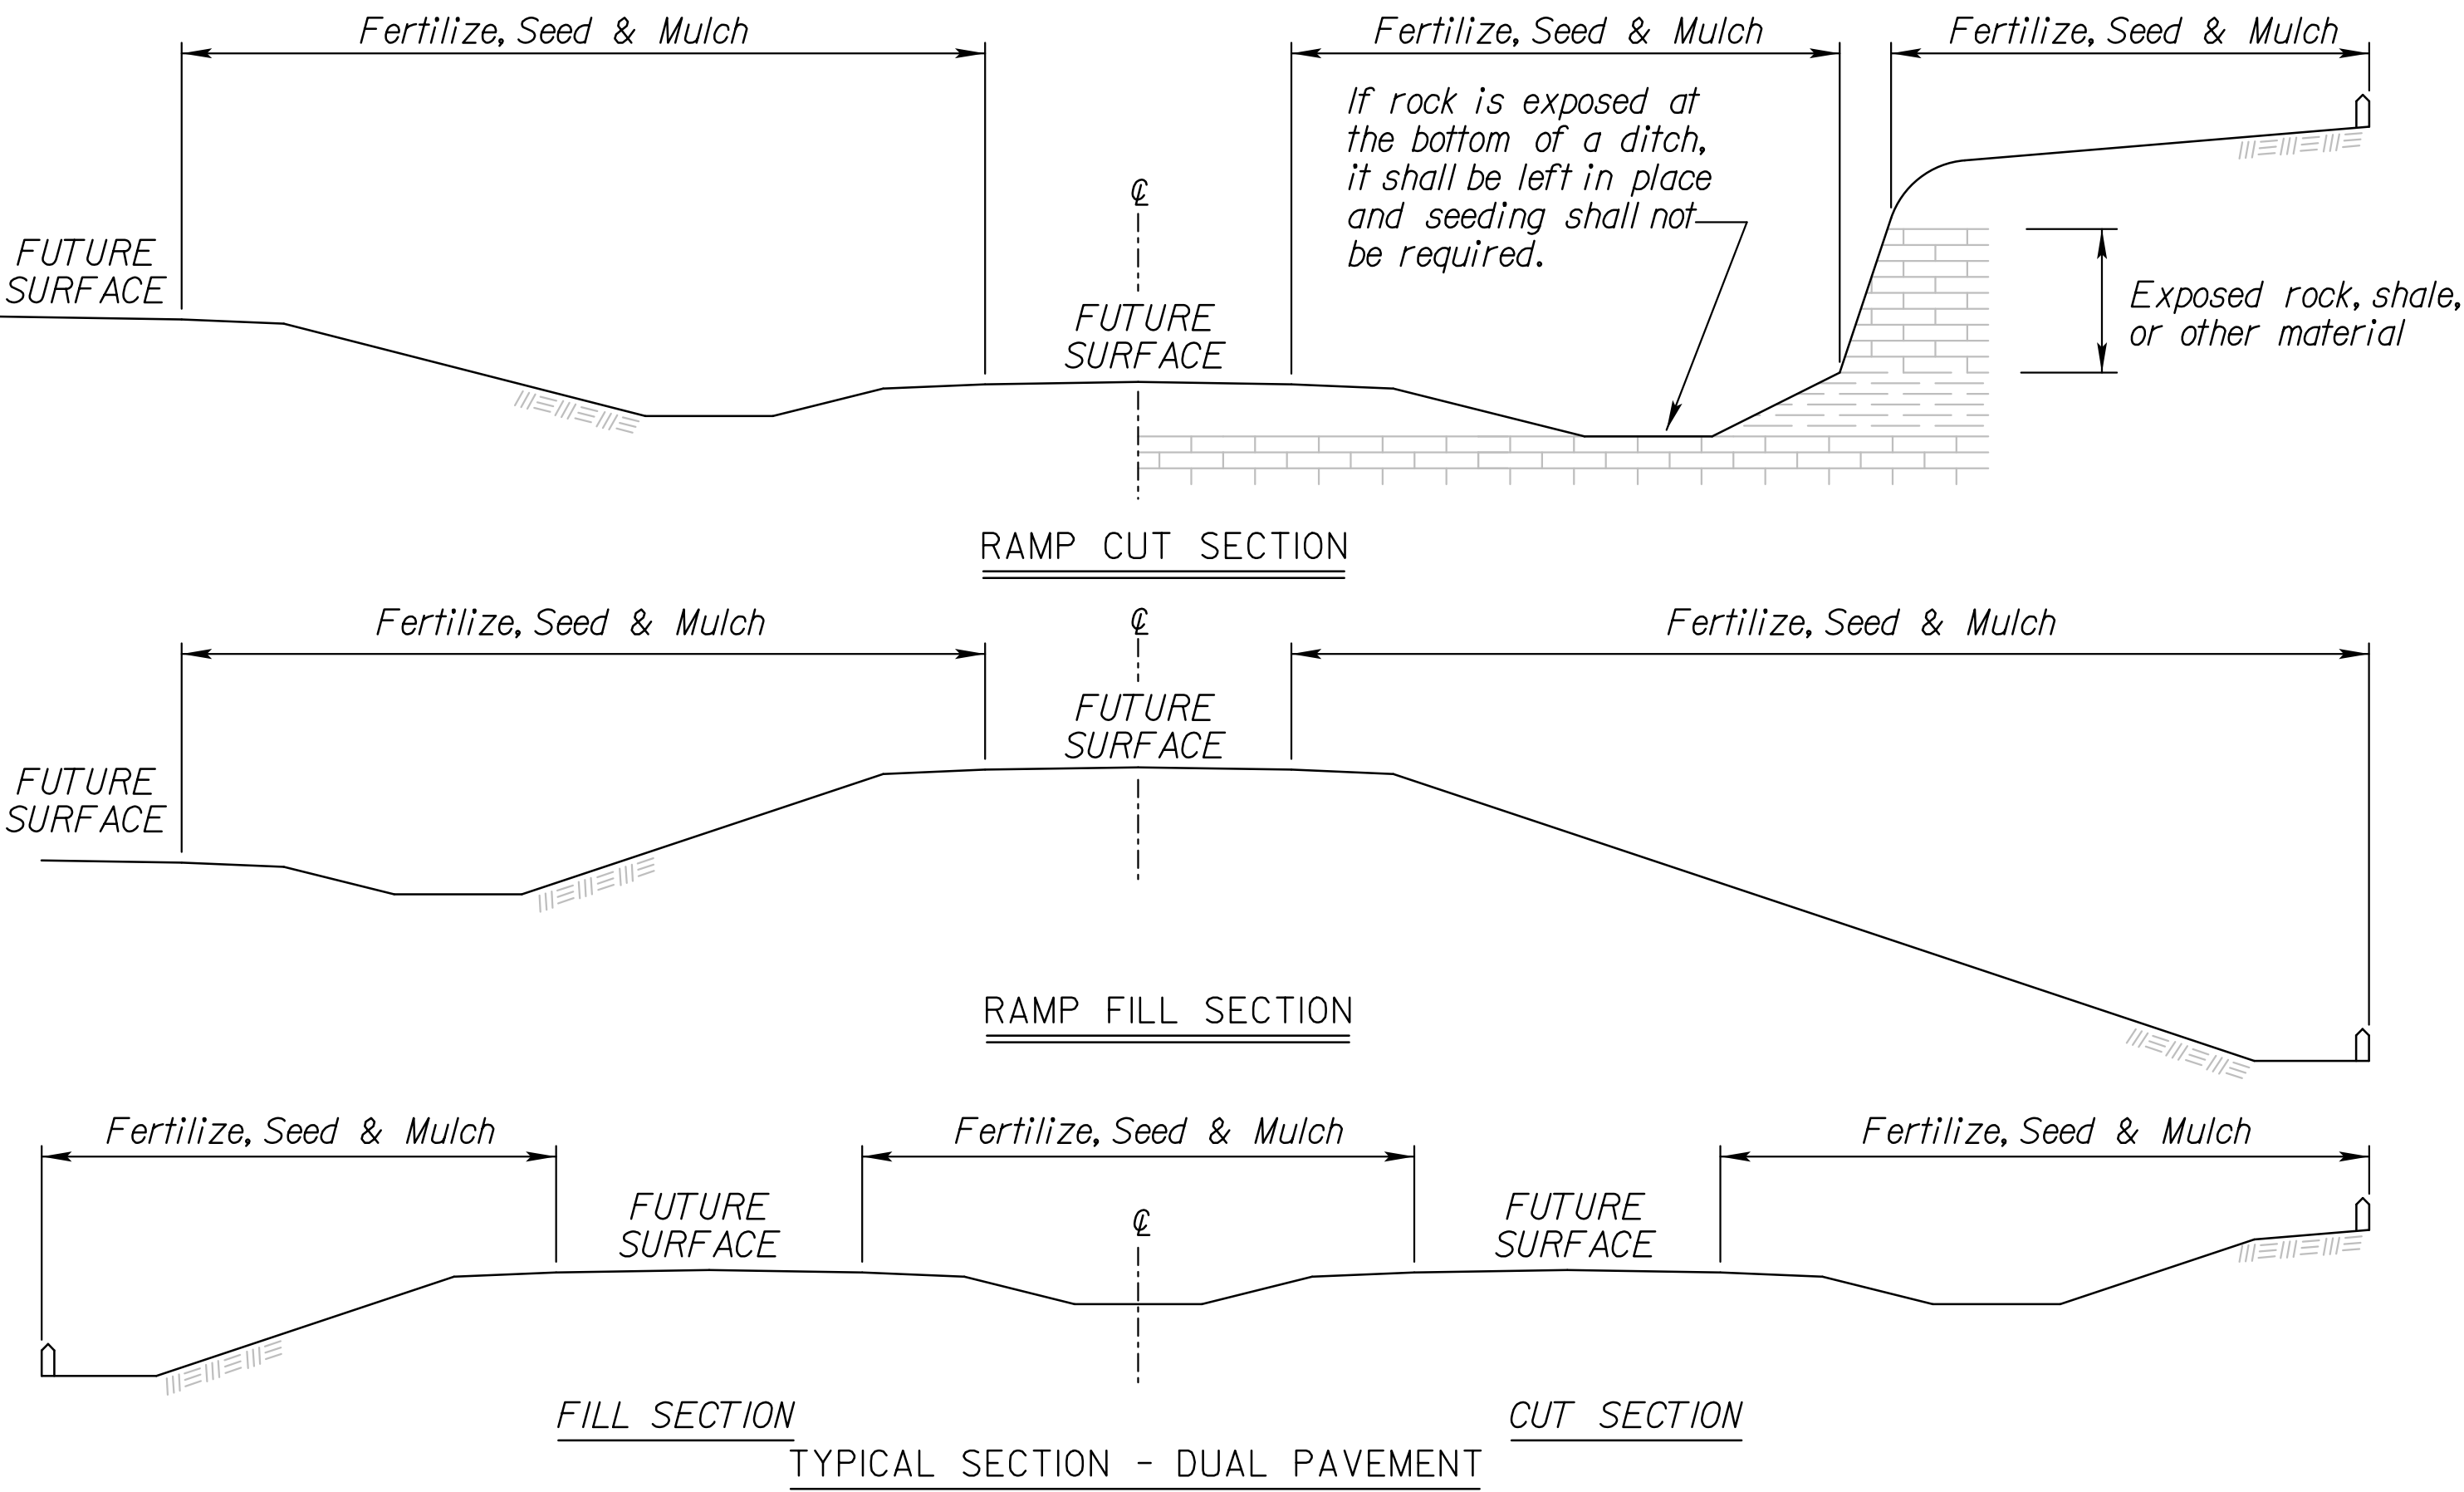 Fertilize, Seed & Mulch
Fertilize, Seed & Mulch
Fertilize, Seed & Mulch
If rock is exposed at
the bottom of a ditch,
it shall be left in place
and seeding shall not
be required.
℄
FUTURE
SURFACE
FUTURE
SURFACE
Exposed rock, shale,
or other material
RAMP CUT SECTION
Fertilize, Seed & Mulch
℄
Fertilize, Seed & Mulch
FUTURE
SURFACE
FUTURE
SURFACE
RAMP FILL SECTION
Fertilize, Seed & Mulch
Fertilize, Seed & Mulch
Fertilize, Seed & Mulch
FUTURE
SURFACE
℄
FUTURE
SURFACE
FILL SECTION
CUT SECTION
TYPICAL SECTION - DUAL PAVEMENT